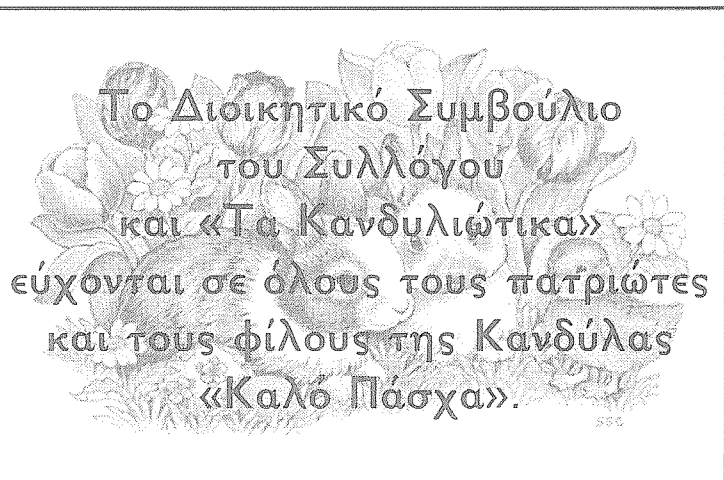 Το Διοικητικό Συμβούλιο
του Συλλόγου
και «Τα Κανδυλιώτικα»
εύχονται σε όλους τους πατριώτες
και τους φίλους της Κανδύλας
«Καλό Πάσχα».